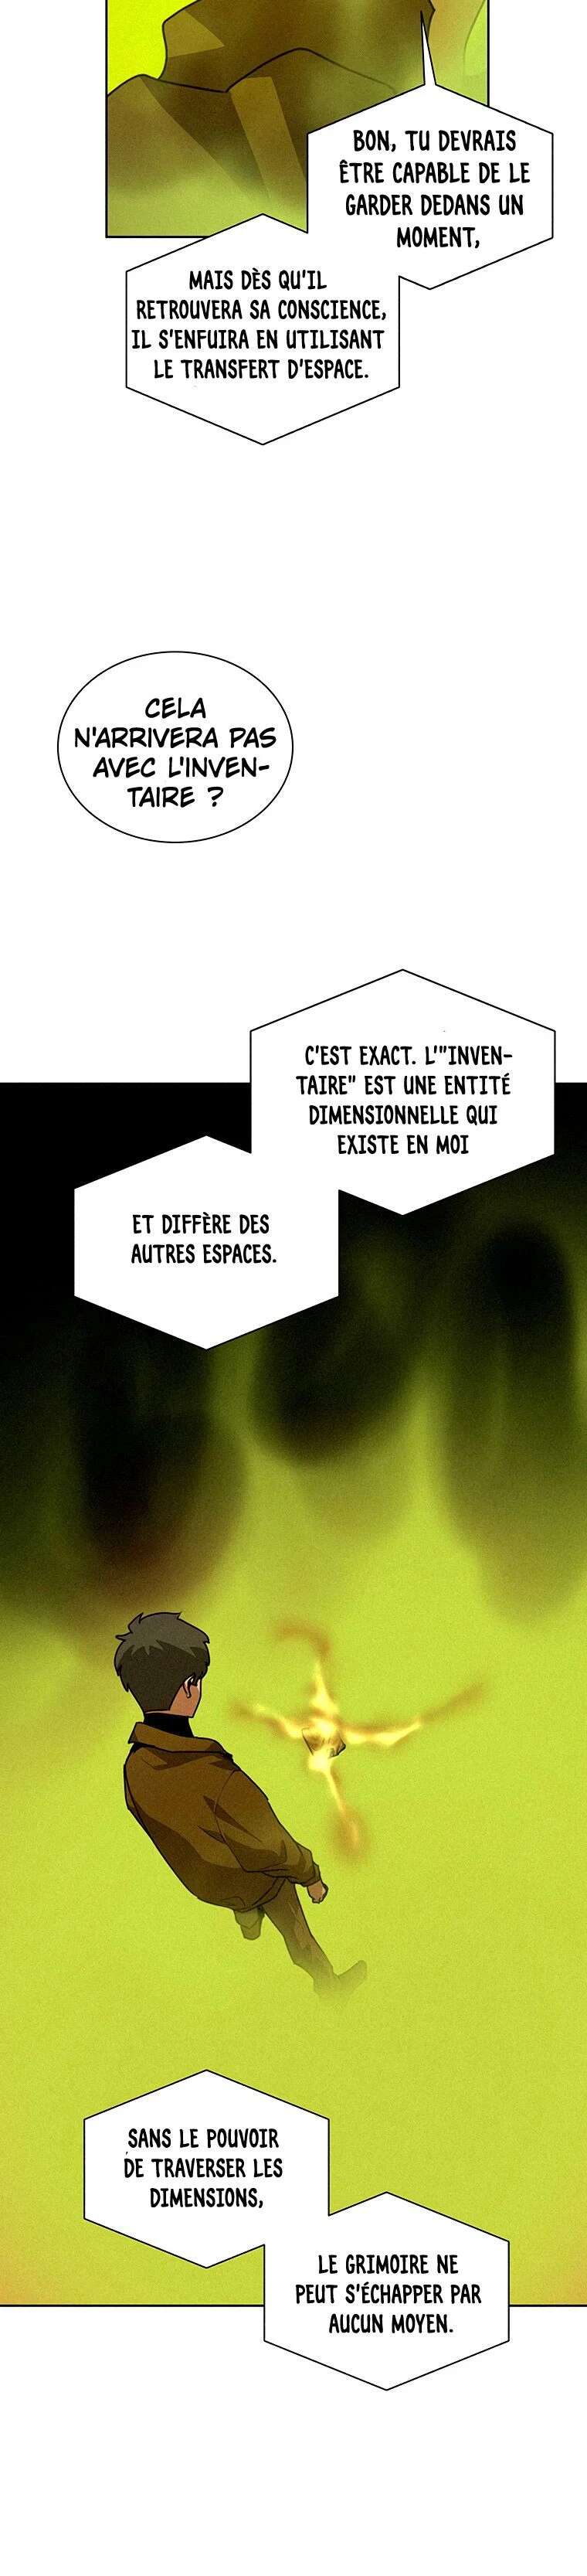 BON, TU DEVRAIS
ÊTRE CAPABLE DE LE
GARDER DEDANS UN
MOMENT,
MAIS DÈS QU'IL
RETROUVERA SA CONSCIENCE,
IL S'ENFUIRA EN UTILISANT
LE TRANSFERT D'ESPACE.
CELA
N'ARRIVERA PAS
AVEC L'INVEN-
TAIRE ?
C'EST EXACT. L'"INVEN-
TAIRE" EST UNE ENTITÉ
DIMENSIONNELLE QUI
EXISTE EN MOI
ET DIFFÈRE DES
AUTRES ESPACES.
SANS LE POUVOIR
DE TRAVERSER LES
DIMENSIONS,
LE GRIMOIRE NE
PEUT S'ÉCHAPPER PAR
AUCUN MOYEN.